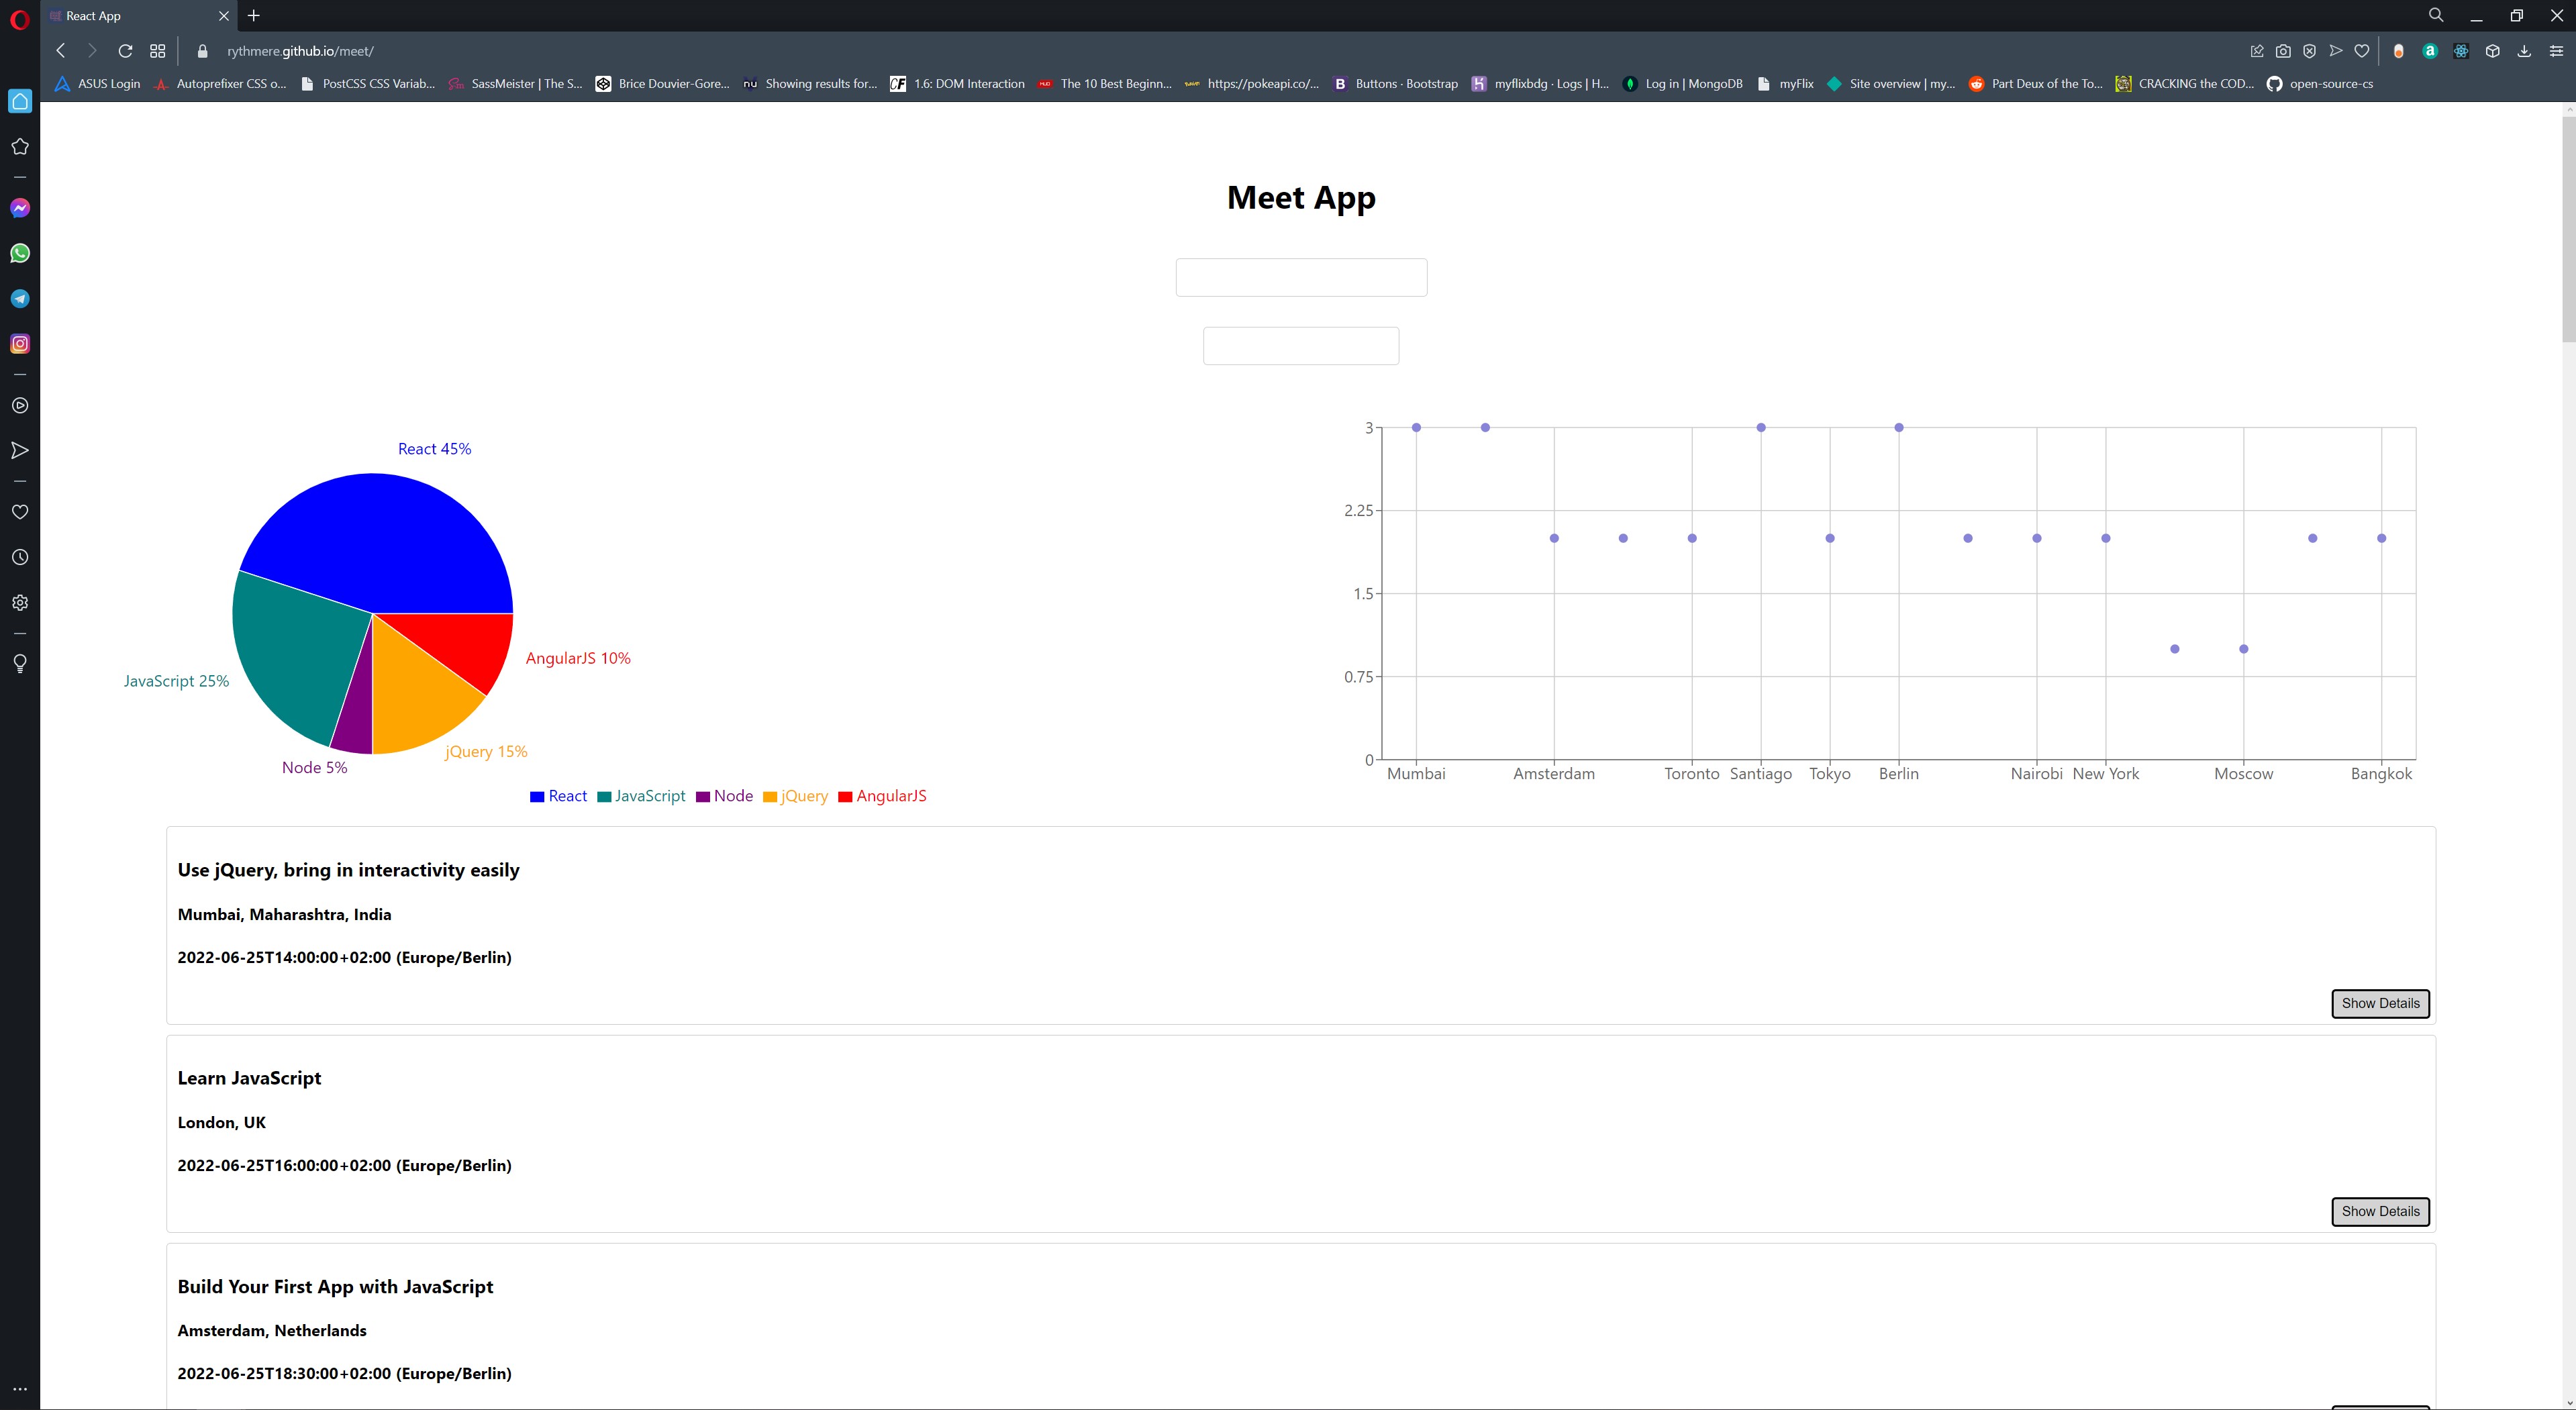 React App
rythmere.github.io/meet/
ASUS Login
Autoprefixer CSS o...
PostCSS CSS Variab...
SassMeister | The S...
Brice Douvier-Gore...
nu
Showing results for...
CF
1.6: DOM Interaction
The 10 Best Beginn...
https://pokeapi.co/...
B
Buttons · Bootstrap
myflixbdg · Logs | H...
Log in | MongoDB
myFlix
Site overview | my...
Part Deux of the To...
CRACKING the COD...
open-source-cs
Meet App
React 45%
JavaScript 25%
Node 5%
jQuery 15%
AngularJS 10%
React
JavaScript
Node
jQuery
AngularJS
3
2.25
1.5
0.75
0
Mumbai
Amsterdam
Toronto
Santiago
Tokyo
Berlin
Nairobi
New York
Moscow
Bangkok
Use jQuery, bring in interactivity easily
Mumbai, Maharashtra, India
2022-06-25T14:00:00+02:00 (Europe/Berlin)
Show Details
Learn JavaScript
London, UK
2022-06-25T16:00:00+02:00 (Europe/Berlin)
Show Details
Build Your First App with JavaScript
Amsterdam, Netherlands
2022-06-25T18:30:00+02:00 (Europe/Berlin)